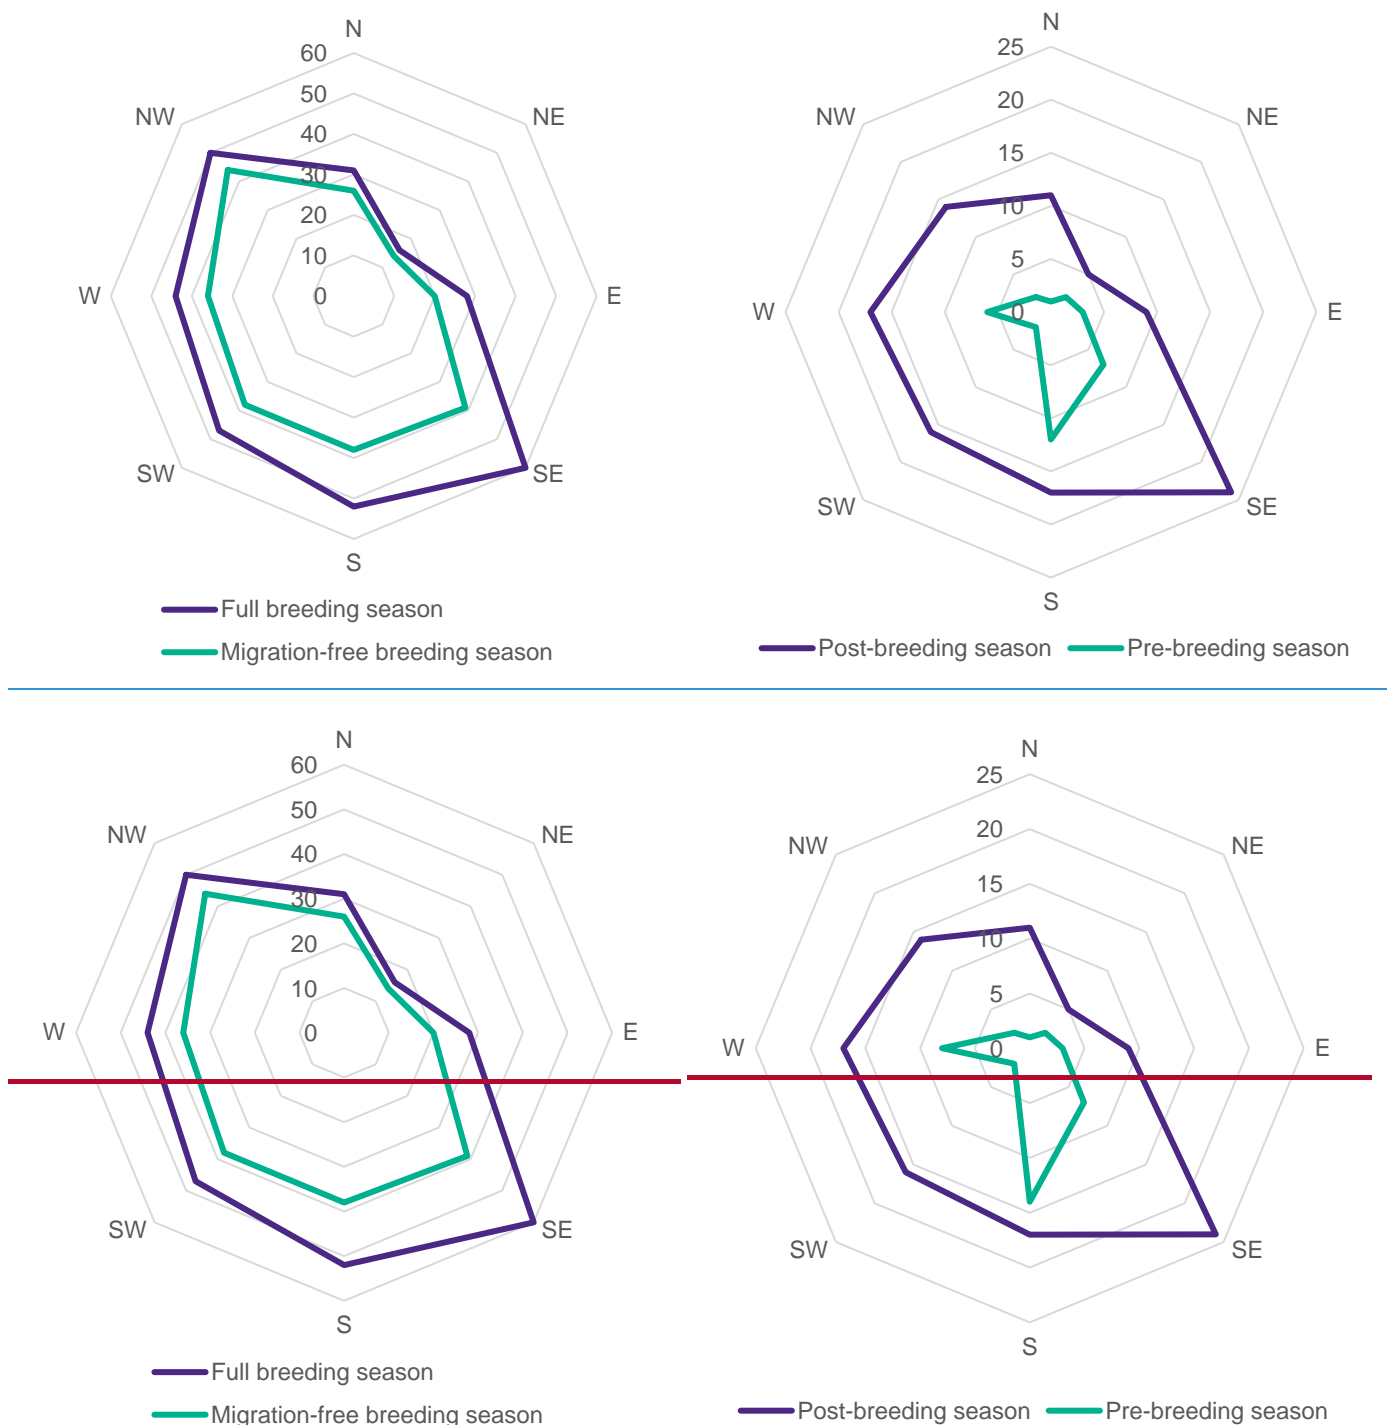 N
60
50
40
30
20
10
0
NW
NE
W
E
SW
SE
S
Full breeding season
Migration-free breeding season
N
25
20
15
10
5
0
NW
NE
W
E
SW
SE
S
Post-breeding season Pre-breeding season
N
60
50
40
30
20
10
0
NW
NE
W
E
SW
SE
S
Full breeding season
Migration-free breeding season
N
25
20
15
10
5
0
NW
NE
W
E
SW
SE
S
Post-breeding season Pre-breeding season